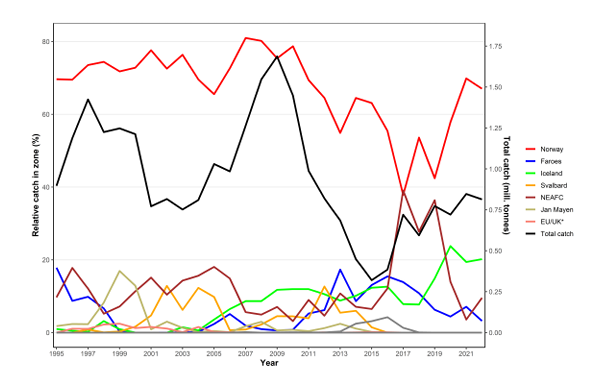 80
60
40
20
0
Relative catch in zone (%)
1.75
1.50
1.25
1.00
0.75
0.50
0.25
0.00
Total catch (mill. tonnes)
1995 1997 1999 2001 2003 2005 2007 2009 2011 2013 2015 2017 2019 2021
Year
Norway
Faroes
Iceland
Svalbard
NEAFC
Jan Mayen
EU/UK*
Total catch